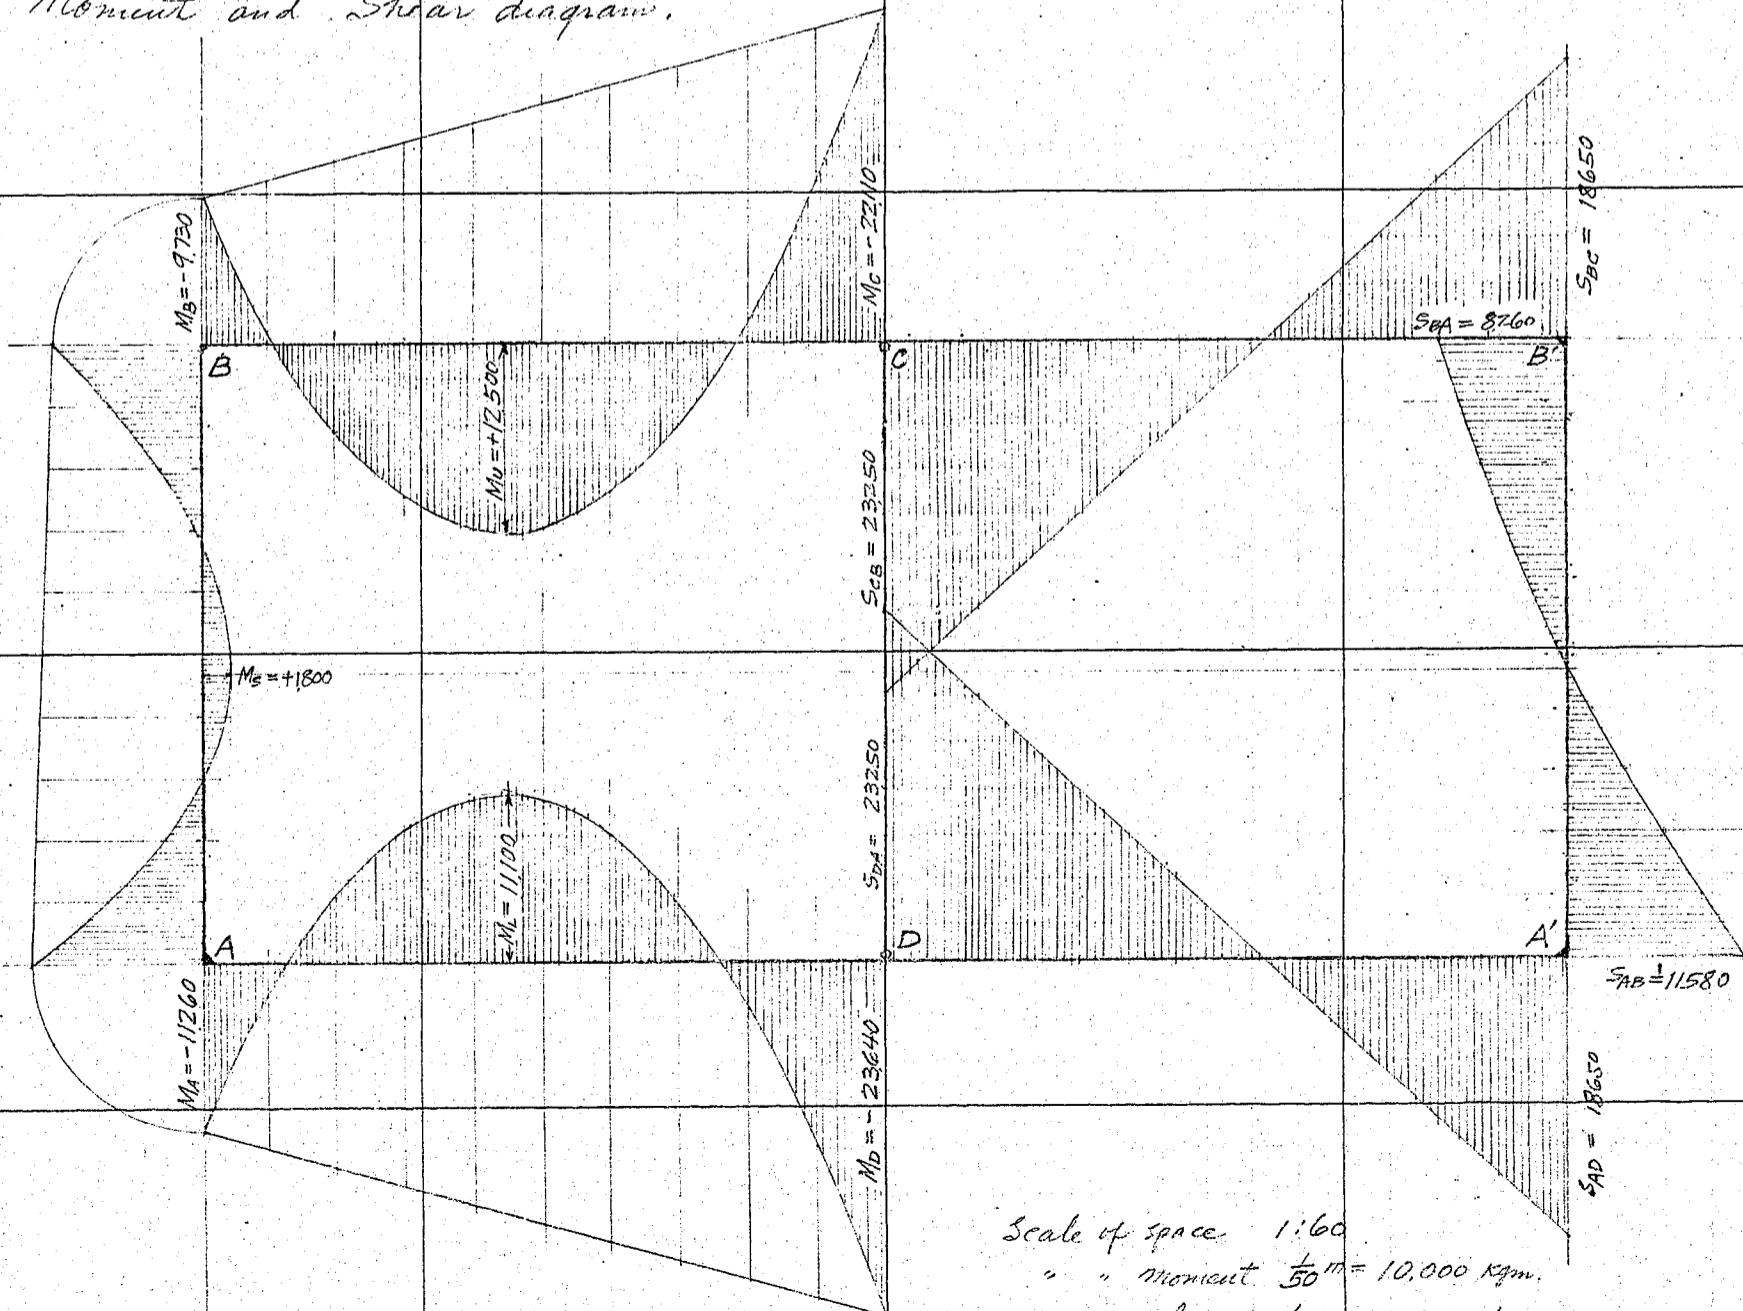 Moment and Shear diagram.
MB = -9730
MC = -22110
SBC = 18650
SBA = 8760
B
C
B'
MU = +12500
SCB = 23250
MS = +1800
SDA = 23250
ML = 11100
A
D
A'
SAB = 11580
MA = -11260
MD = -23640
SAD = 18650
Scale of space 1:60
" " moment 1/50 m = 10,000 kgm.